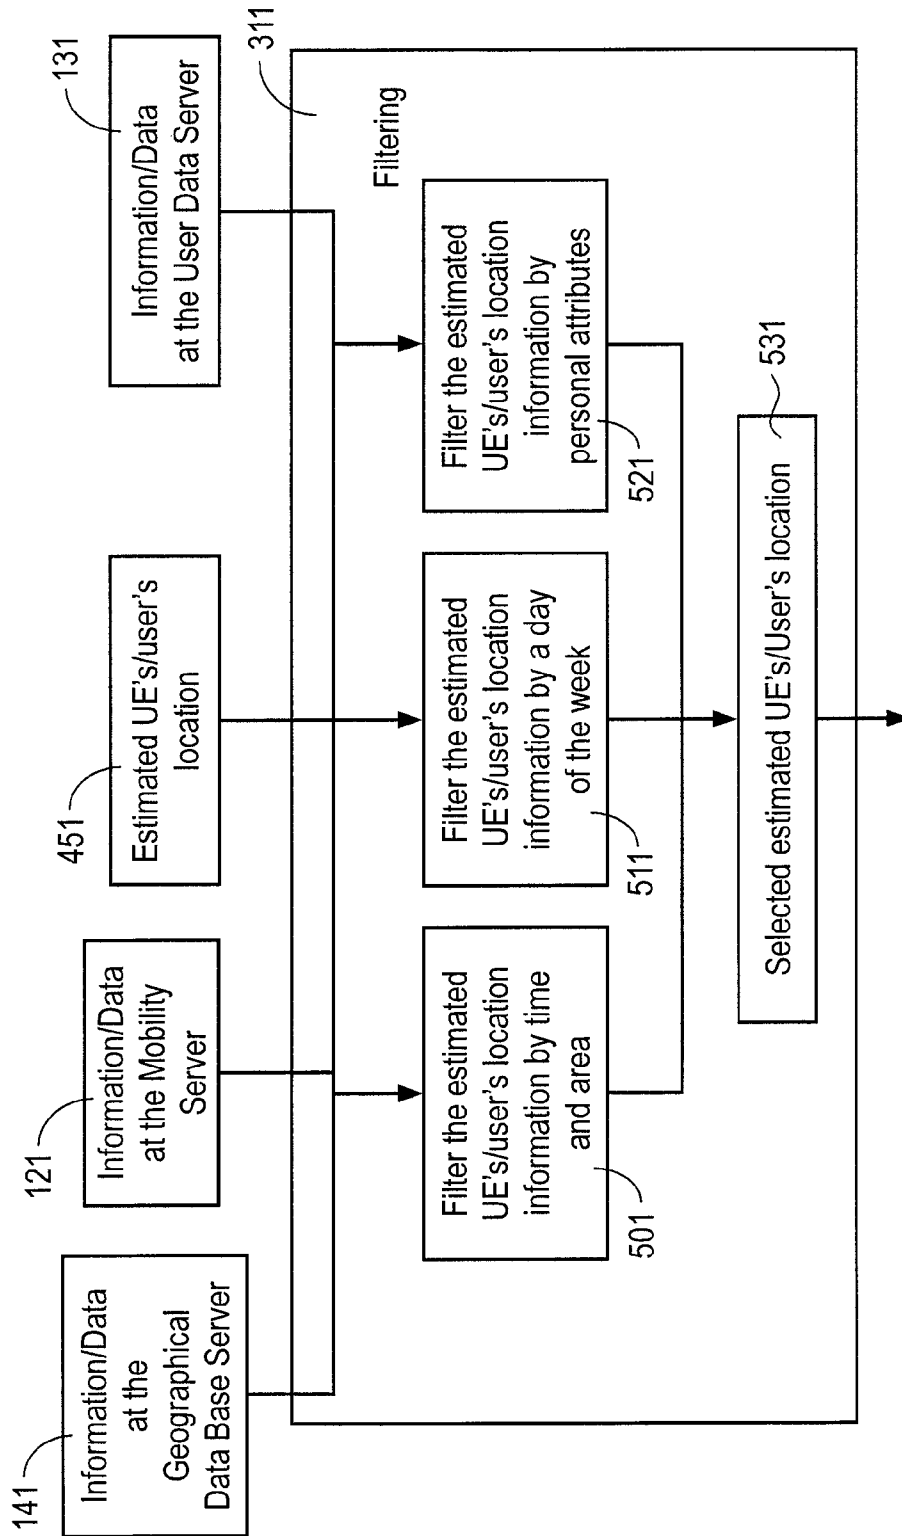 141
Information/Data
at the
Geographical
Data Base Server
121
Information/Data
at the Mobility
Server
451
Estimated UE's/user's
location
131
Information/Data
at the User Data Server
311
Filtering
Filter the estimated
UE's/user's location
information by time
and area
501
Filter the estimated
UE's/user's location
information by a day
of the week
511
Filter the estimated
UE's/user's location
information by
personal attributes
521
Selected estimated UE's/User's location
531